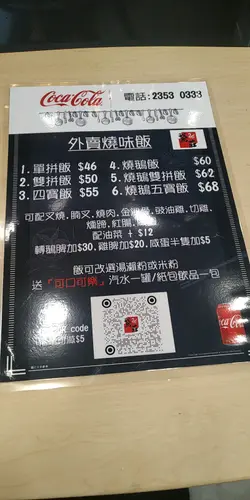 Coca-Cola 電話:2353 0333
外賣燒味飯
1. 單拼飯 $46 4. 燒鵝飯 $60
2. 雙拼飯 $50 5. 燒鵝雙拼飯 $62
3. 四寶飯 $55 6. 燒鵝五寶飯 $68
可配叉燒, 腩叉, 燒肉, 豉油雞, 切雞,
燻蹄, 紅腸,
配油菜 + $12
轉鵝脾加$30, 雞脾加$20, 咸蛋半隻加$5
飯可改選湯瀨粉或米粉
送「可口可樂」汽水一罐/紙包飲品一包
code
$5
Coca